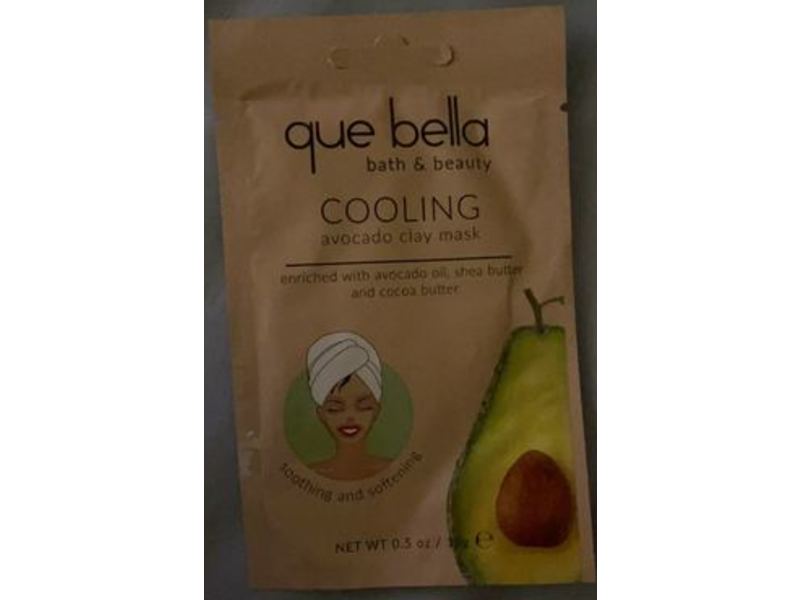 que bella
bath & beauty
COOLING
avocado clay mask
enriched with avocado oil, shea butter
and cocoa butter
soothing and softening
NET WT 0.5 oz / e